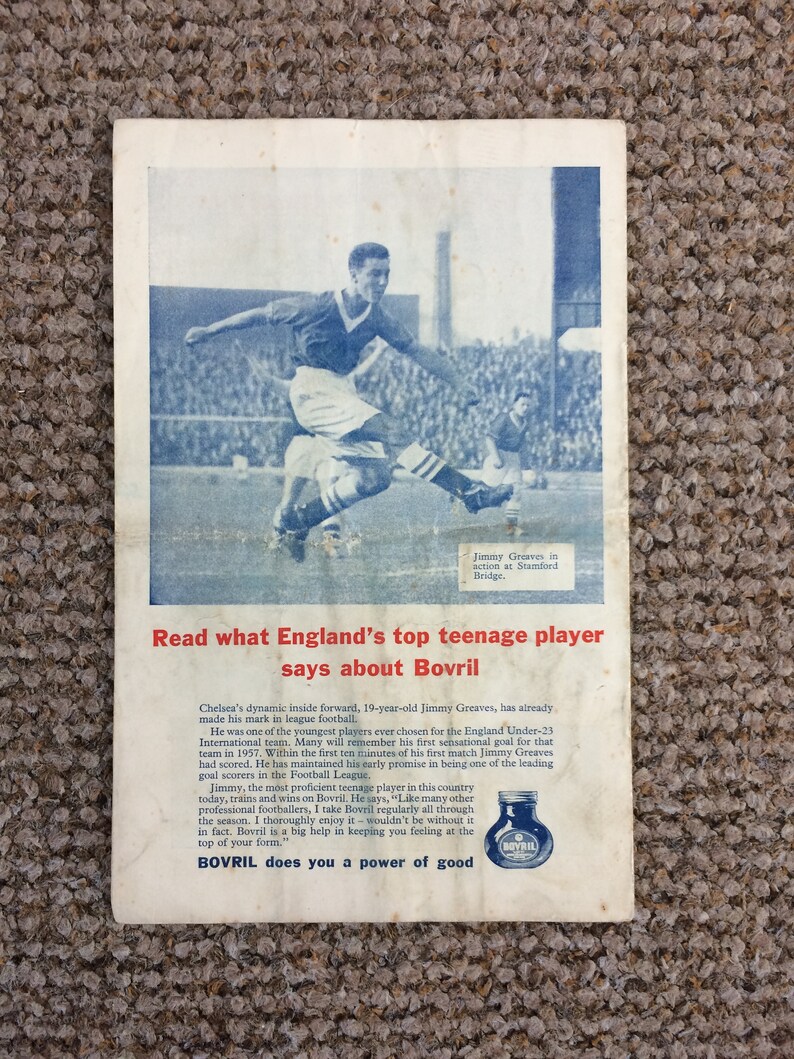 Jimmy Greaves in
action at Stamford
Bridge.
Read what England's top teenage player
says about Bovril
Chelsea's dynamic inside forward, 19-year-old Jimmy Greaves, has already
made his mark in league football.
He was one of the youngest players ever chosen for the England Under-23
International team. Many will remember his first sensational goal for that
team in 1957. Within the first ten minutes of his first match Jimmy Greaves
had scored. He has maintained his early promise in being one of the leading
goal scorers in the Football League.
Jimmy, the most proficient teenage player in this country
today, trains and wins on Bovril. He says, "Like many other
professional footballers, I take Bovril regularly all through
the season. I thoroughly enjoy it – wouldn't be without it
in fact. Bovril is a big help in keeping you feeling at the
top of your form."
BOVRIL does you a power of good
BOVRIL